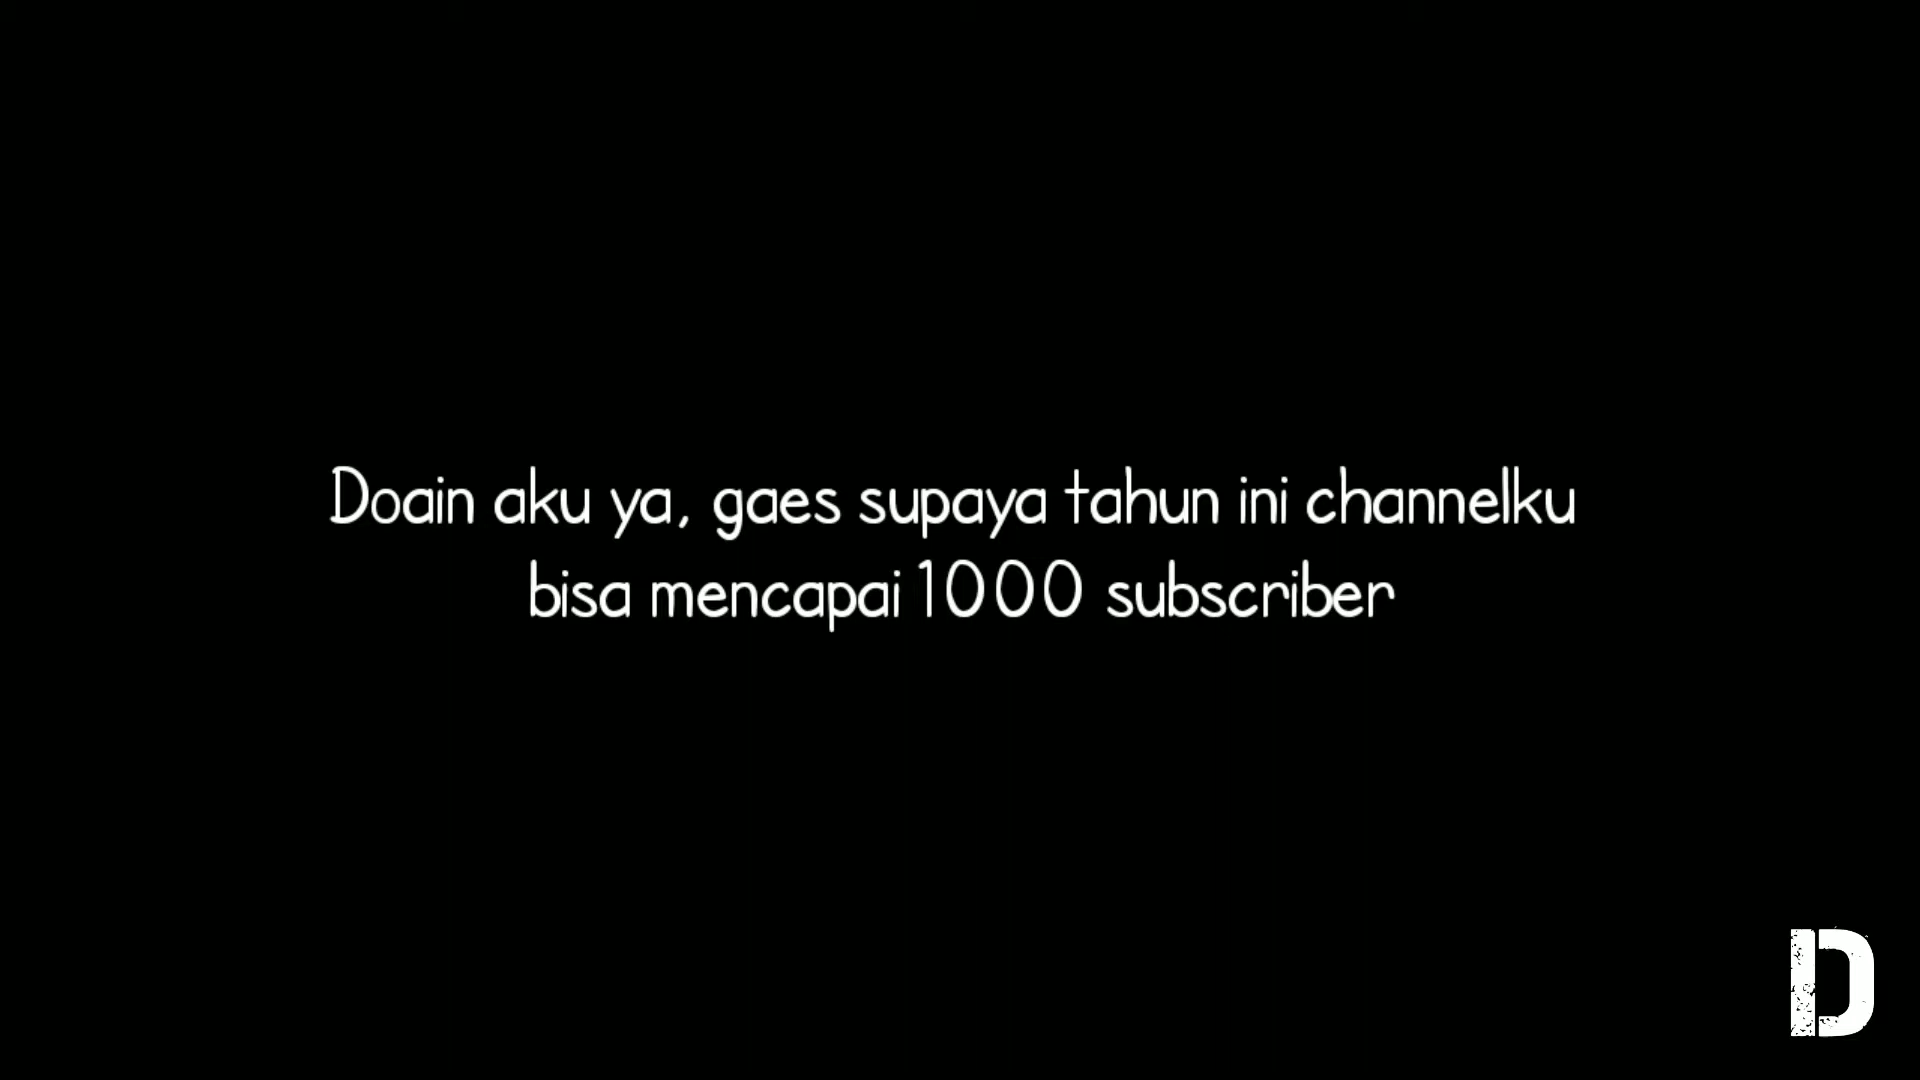 Doain aku ya, gaes supaya tahun ini channelku
bisa mencapai 1000 subscriber
D